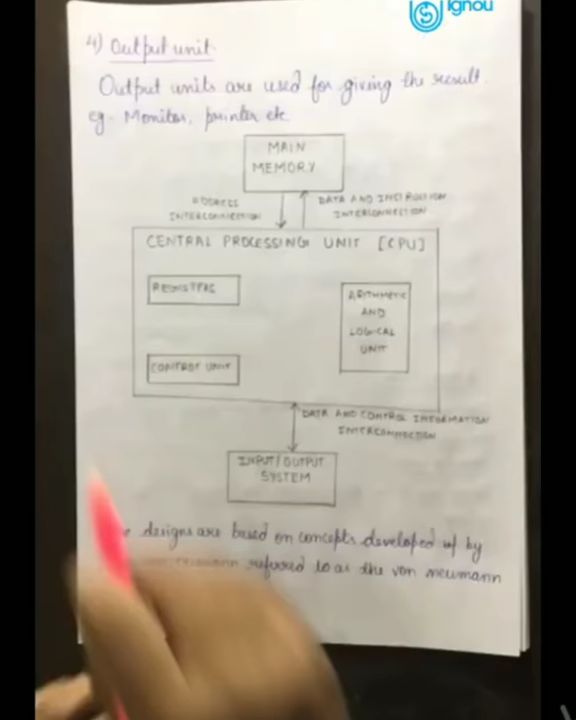 ignou
4) Output unit.
Output units are used for giving the result.
eg. Monitor, printer etc
MAIN
MEMORY
ADDRESS
INTERCONNECTION
DATA AND INSTRUCTION
INTERCONNECTION
CENTRAL PROCESSING UNIT [CPU]
REGISTERS
ARITHMETIC
AND
LOGICAL
UNIT
CONTROL UNIT
DATA AND CONTROL INFORMATION
INTERCONNECTION
INPUT/OUTPUT
SYSTEM
designs are based on concepts developed by
referred to as the von neumann